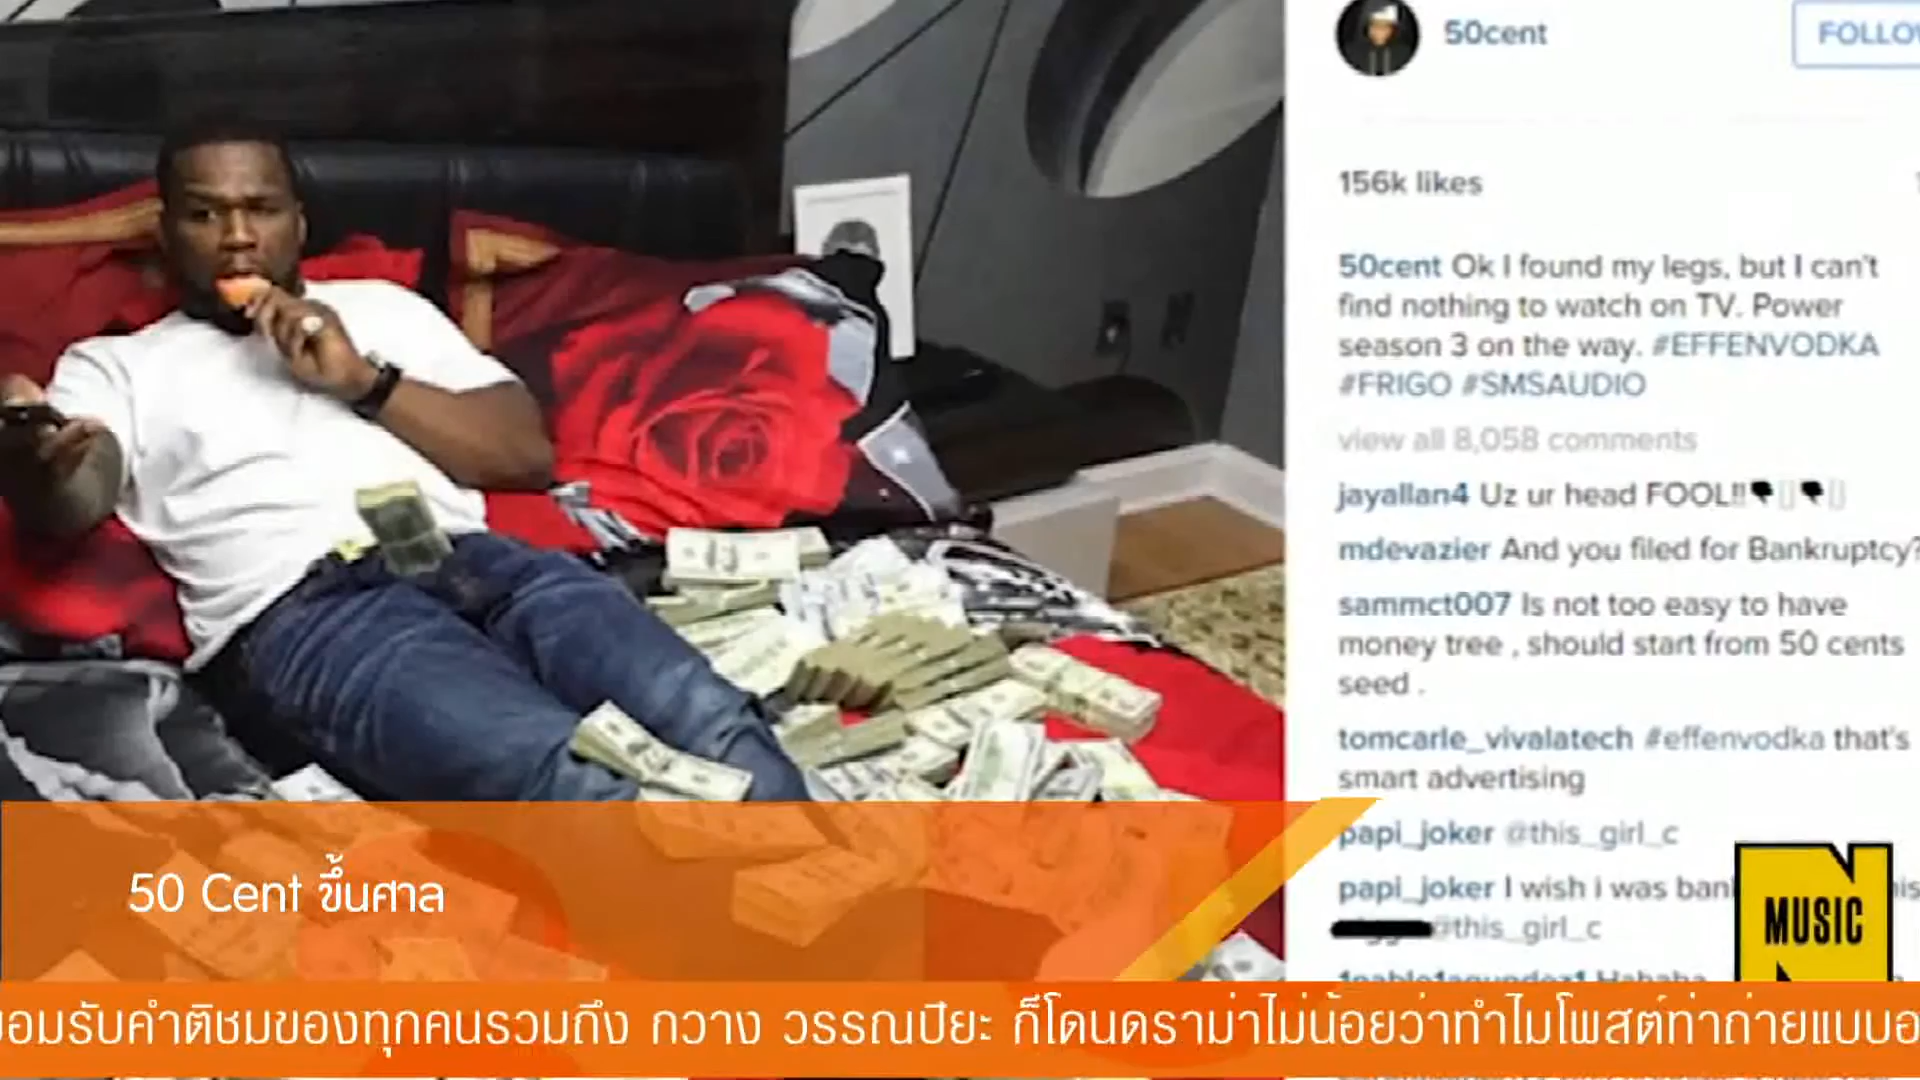 50cent
156k likes
50cent Ok I found my legs, but I can't
find nothing to watch on TV. Power
season 3 on the way. #EFFENVODKA
#FRIGO #SMSAUDIO
view all 8,058 comments
jayallan4 Uz ur head FOOL!!
mdevazier And you filed for Bankruptcy?
sammct007 Is not too easy to have
money tree , should start from 50 cents
seed .
tomcarle_vivalatech #effenvodka that's
smart advertising
papi_joker @this_girl_c
papi_joker I wish i was
@this_girl_c
MUSIC
50 Cent ขึ้นศาล
อมรับคำติชมของทุกคนรวมถึง กวาง วรรณปิยะ ก็โดนดราม่าไม่น้อยว่าทำไมโพสต์ท่าถ่ายแบบอ